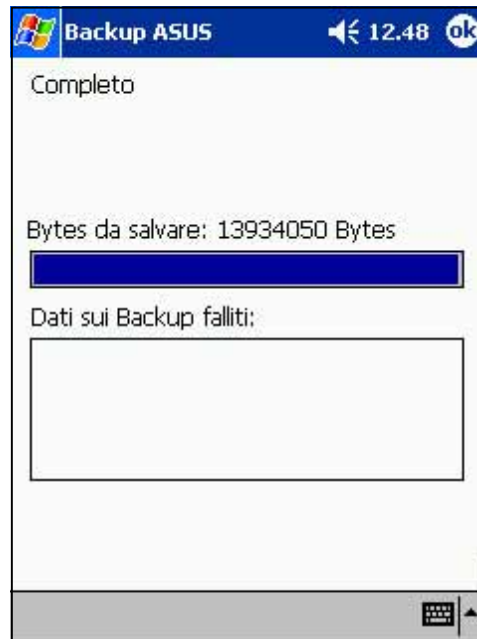 Backup ASUS 12.48 ok
Completo
Bytes da salvare: 13934050 Bytes
Dati sui Backup falliti: